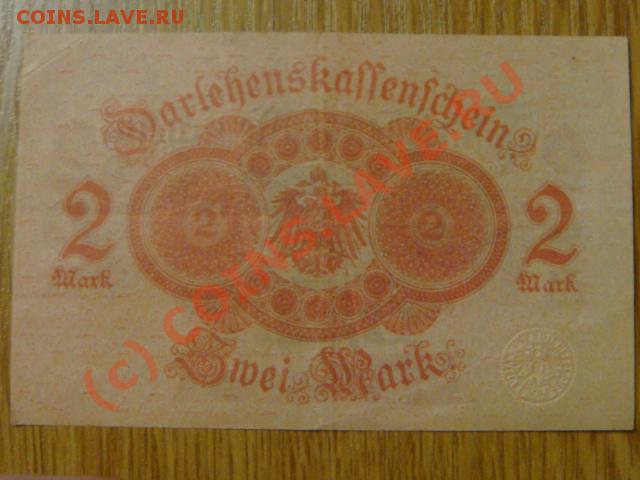 COINS.LAVE.RU
Darlehenskassenschein
2 2 2 2
Mark Mark
Zwei Mark.
(c) COINS.LAVE.RU